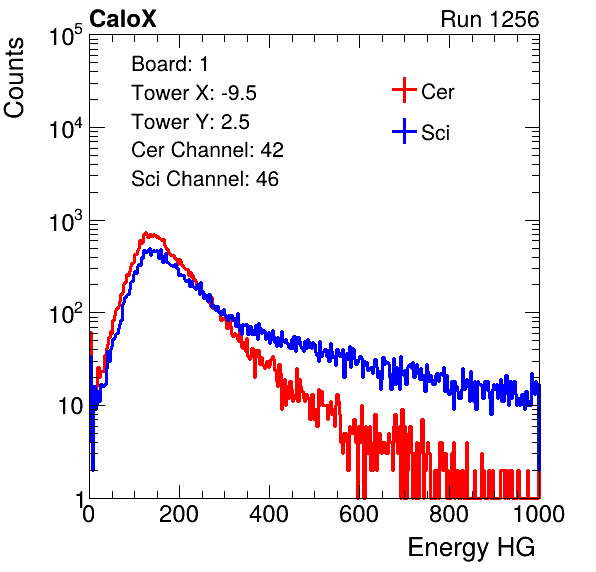 CaloX Run 1256
Counts
10^5
10^4
10^3
10^2
10
1
Board: 1
Tower X: -9.5
Tower Y: 2.5
Cer Channel: 42
Sci Channel: 46
Cer
Sci
0 200 400 600 800 1000
Energy HG